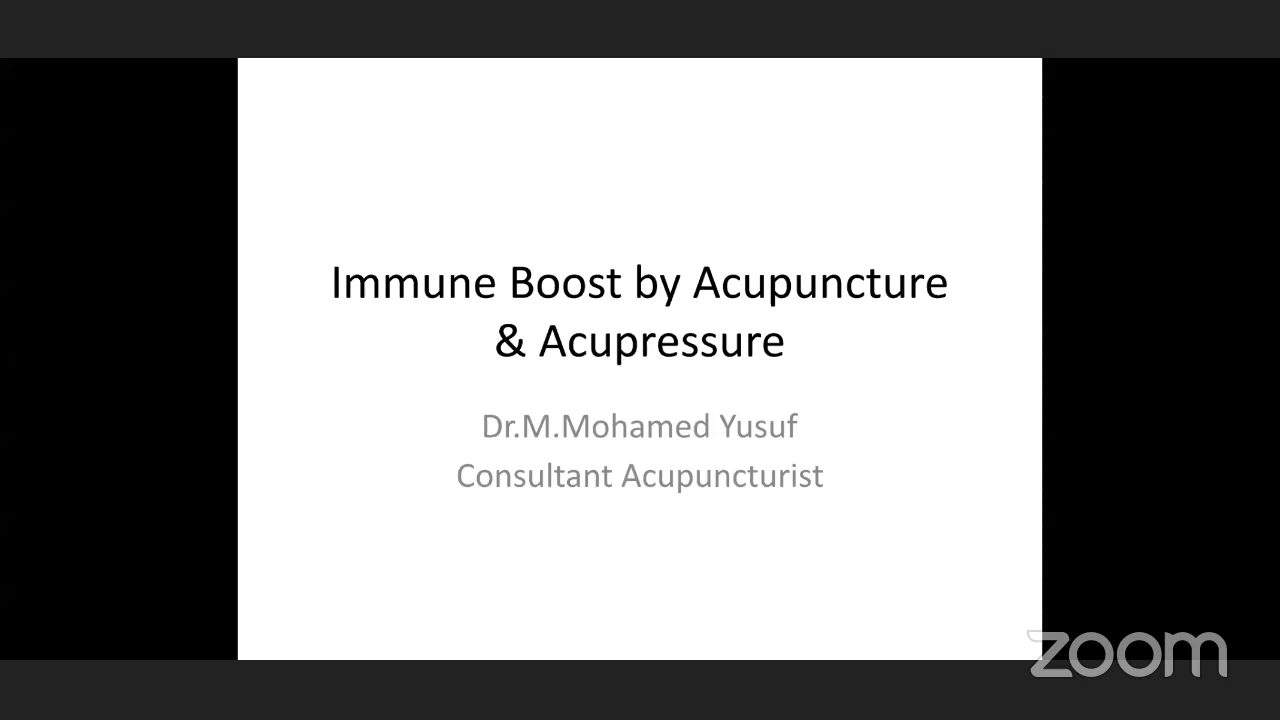 Immune Boost by Acupuncture
& Acupressure
Dr.M.Mohamed Yusuf
Consultant Acupuncturist
zoom